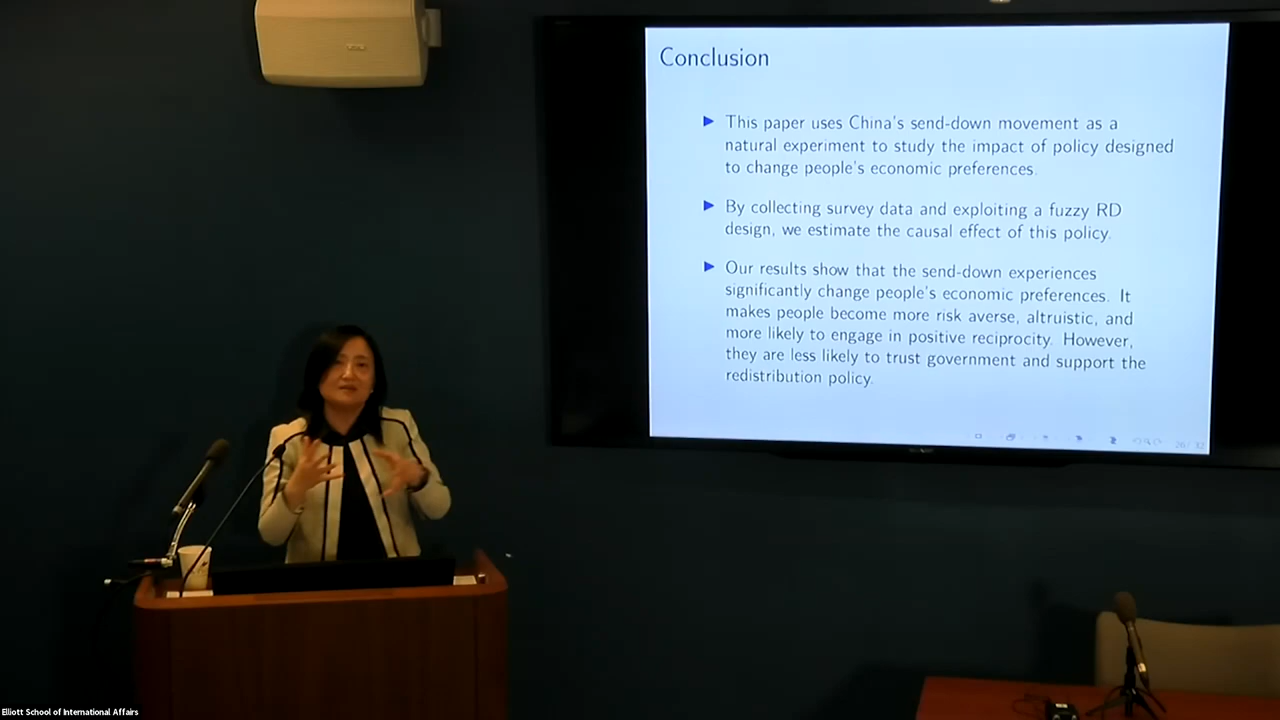 Conclusion
This paper uses China's send-down movement as a
natural experiment to study the impact of policy designed
to change people's economic preferences.
By collecting survey data and exploiting a fuzzy RD
design, we estimate the causal effect of this policy.
Our results show that the send-down experiences
significantly change people's economic preferences. It
makes people become more risk averse, altruistic, and
more likely to engage in positive reciprocity. However,
they are less likely to trust government and support the
redistribution policy.
Elliott School of International Affairs